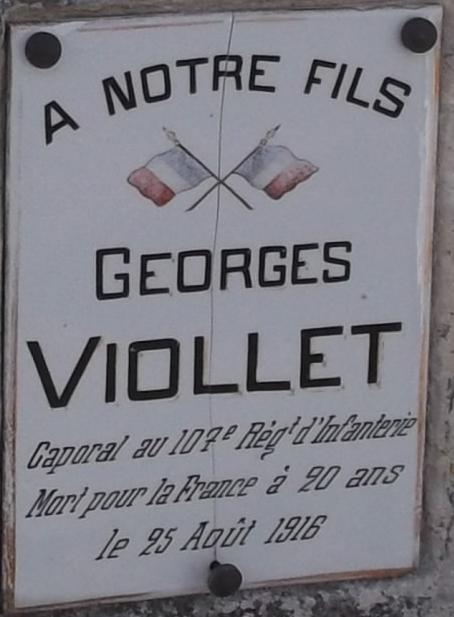 A NOTRE FILS
GEORGES
VIOLLET
Caporal au 107e Régt d'Infanterie
Mort pour la France à 20 ans
le 25 Août 1916